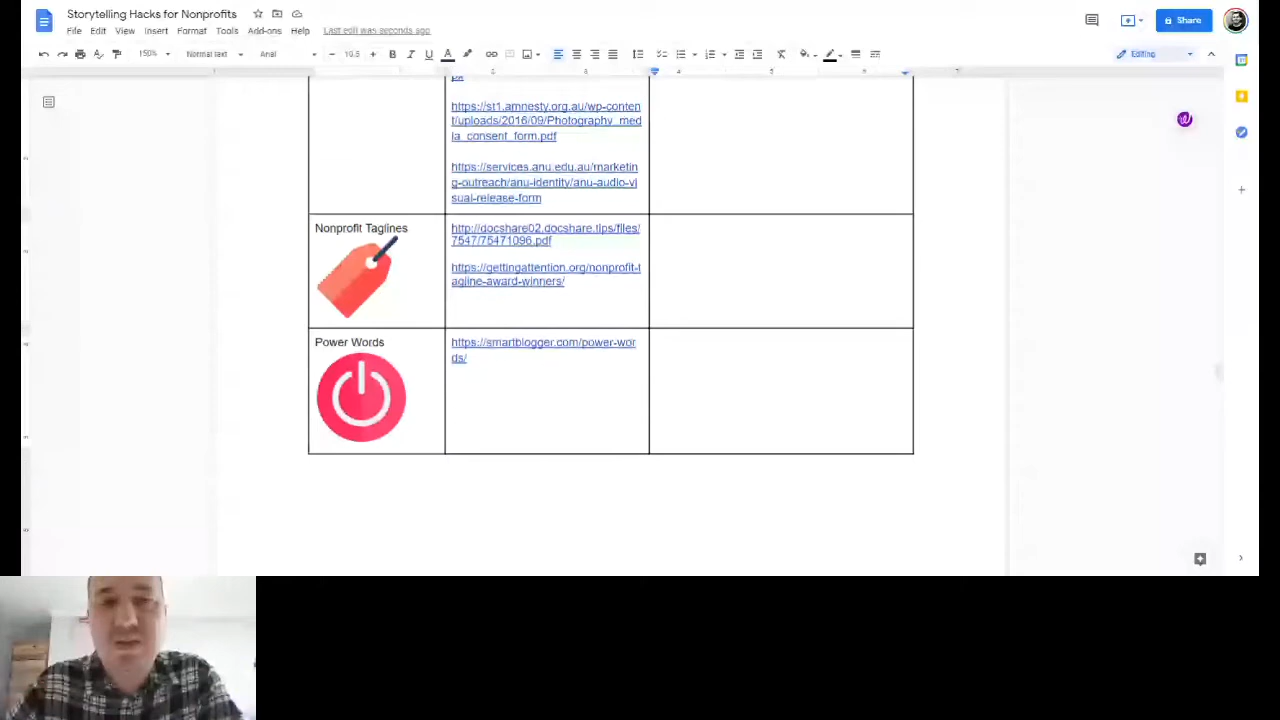 Storytelling Hacks for Nonprofits
File Edit View Insert Format Tools Add-ons Help Last edit was seconds ago
Share
150% Normal text Arial 10.5 B I U A Editing
px
https://st1.amnesty.org.au/wp-conten
t/uploads/2016/09/Photography_med
ia_consent_form.pdf
https://services.anu.edu.au/marketin
g-outreach/anu-identity/anu-audio-vi
sual-release-form
Nonprofit Taglines
http://docshare02.docshare.tips/files/
7547/75471096.pdf
https://gettingattention.org/nonprofit-t
agline-award-winners/
Power Words
https://smartblogger.com/power-wor
ds/